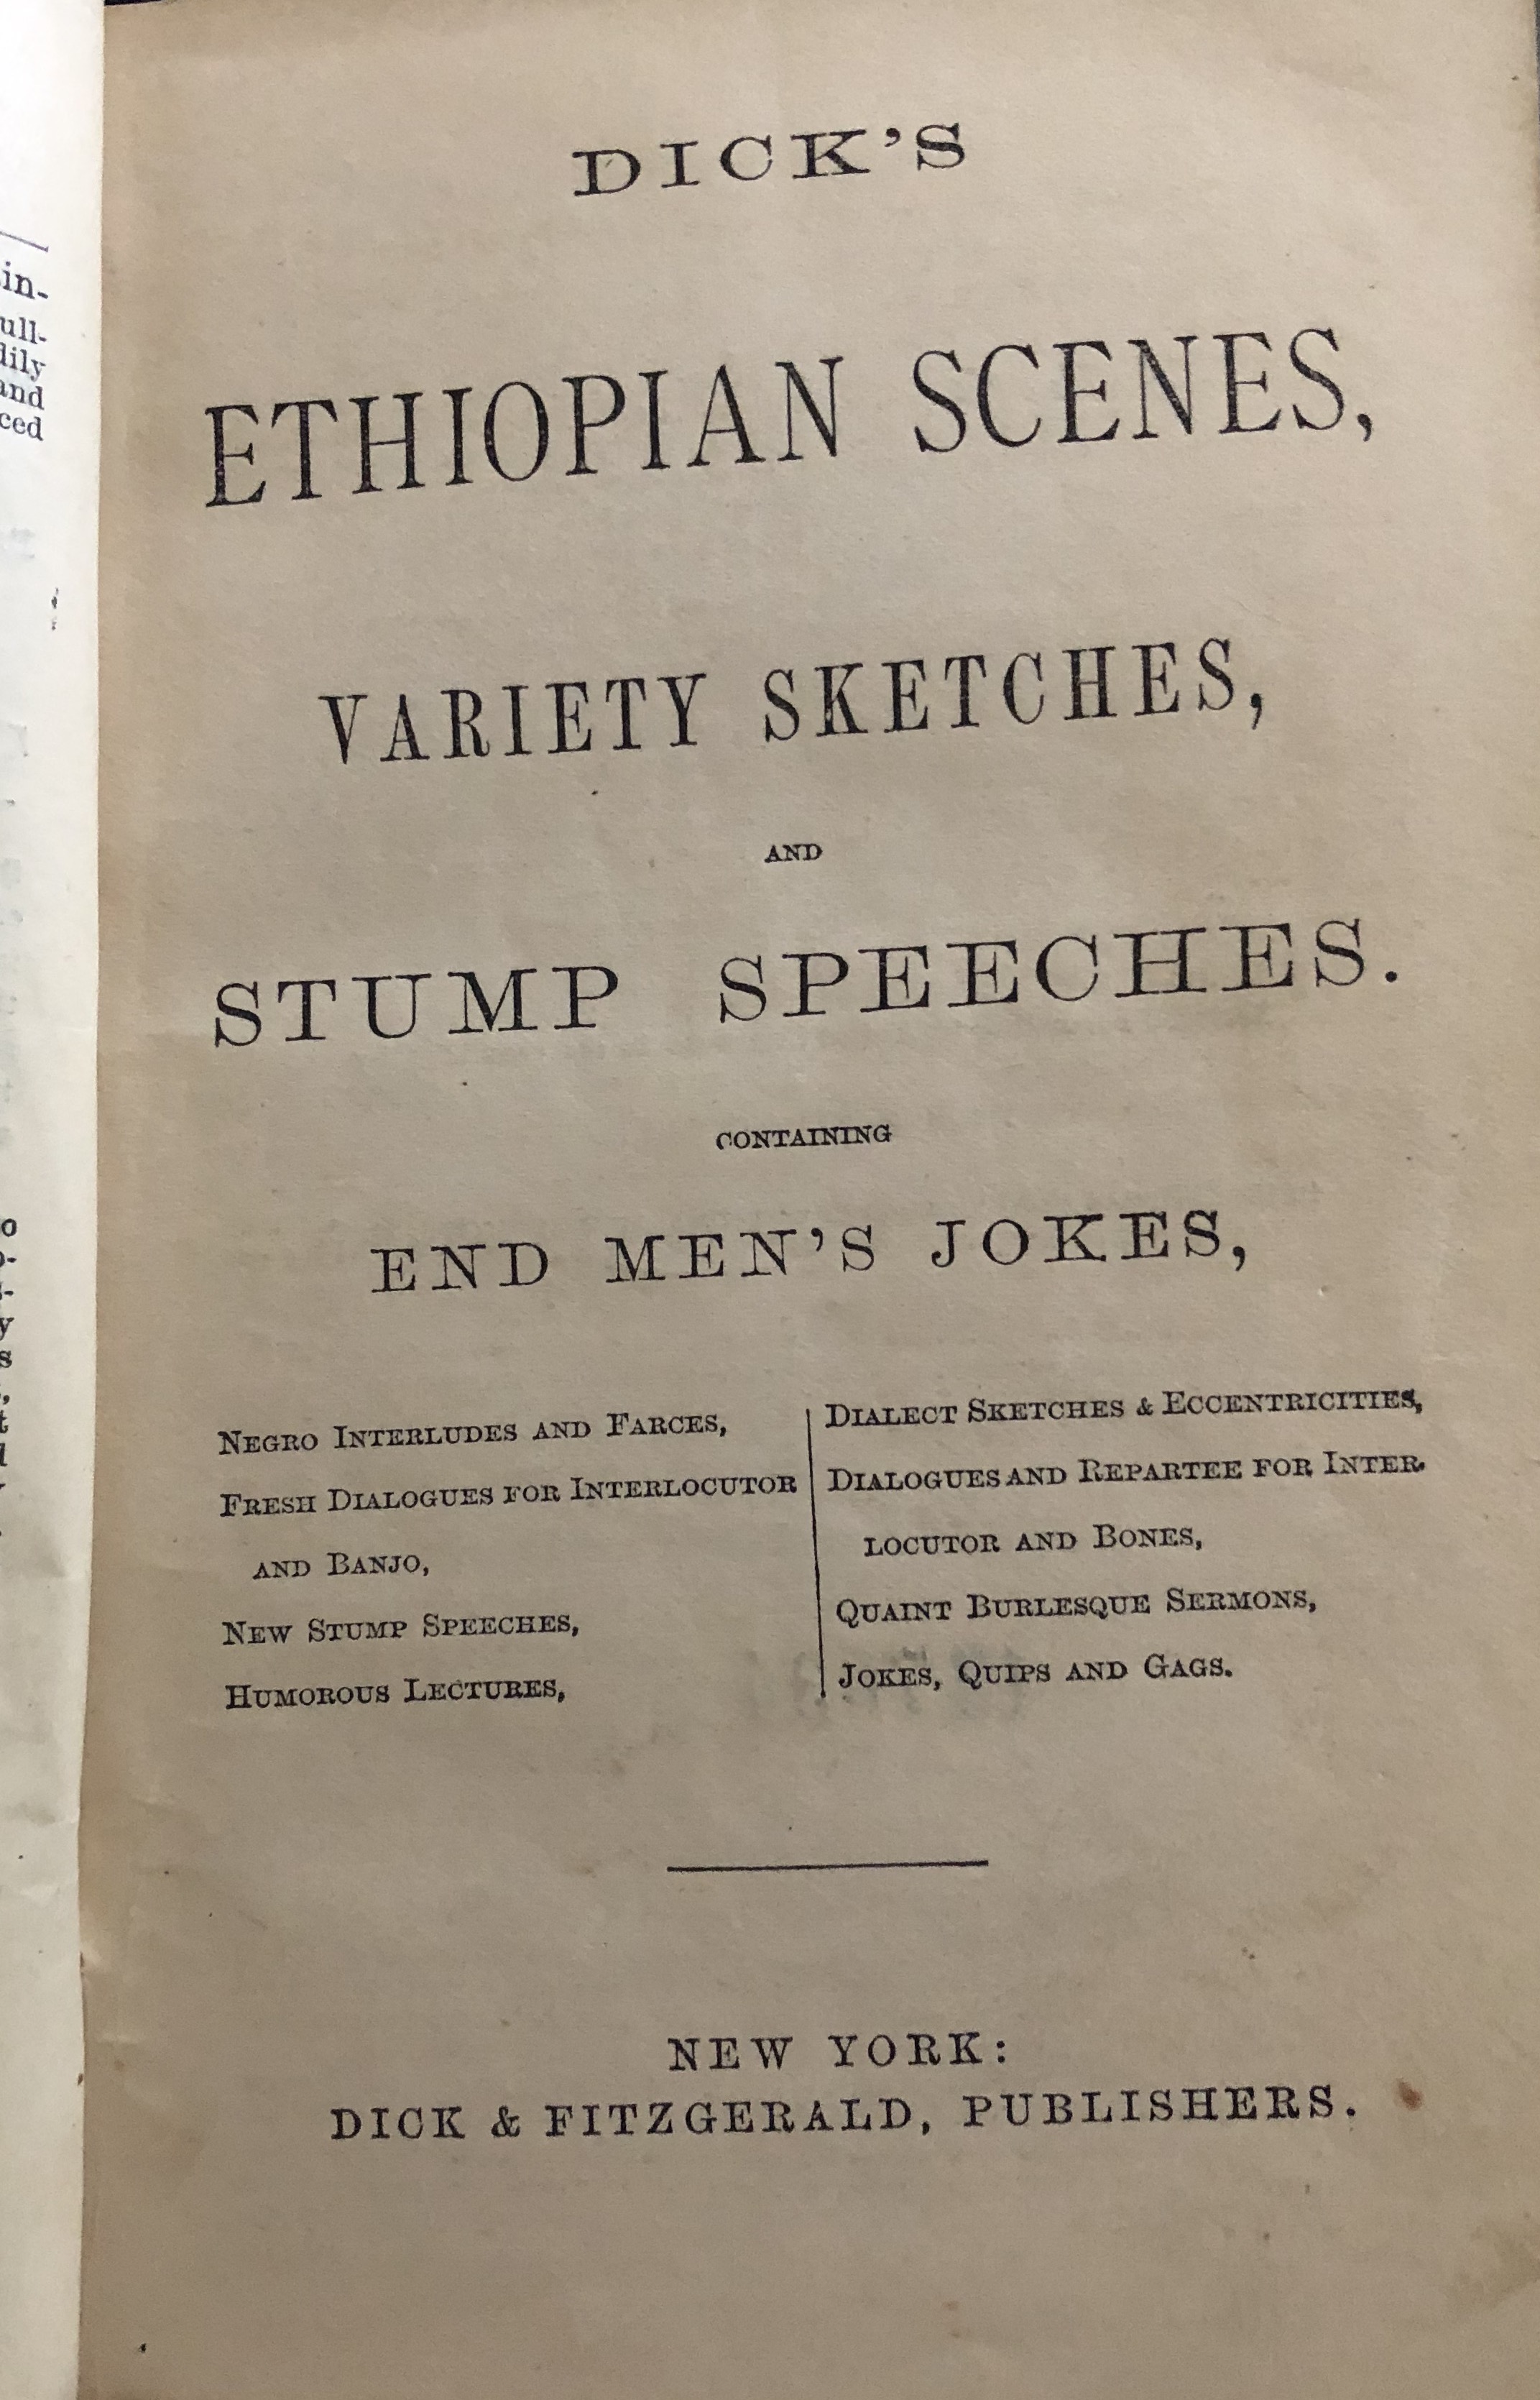 DICK'S
ETHIOPIAN SCENES,
VARIETY SKETCHES,
AND
STUMP SPEECHES.
CONTAINING
END MEN'S JOKES,
NEGRO INTERLUDES AND FARCES,
FRESH DIALOGUES FOR INTERLOCUTOR
AND BANJO,
NEW STUMP SPEECHES,
HUMOROUS LECTURES,
DIALECT SKETCHES & ECCENTRICITIES,
DIALOGUES AND REPARTEE FOR INTER-
LOCUTOR AND BONES,
QUAINT BURLESQUE SERMONS,
JOKES, QUIPS AND GAGS.
NEW YORK:
DICK & FITZGERALD, PUBLISHERS.